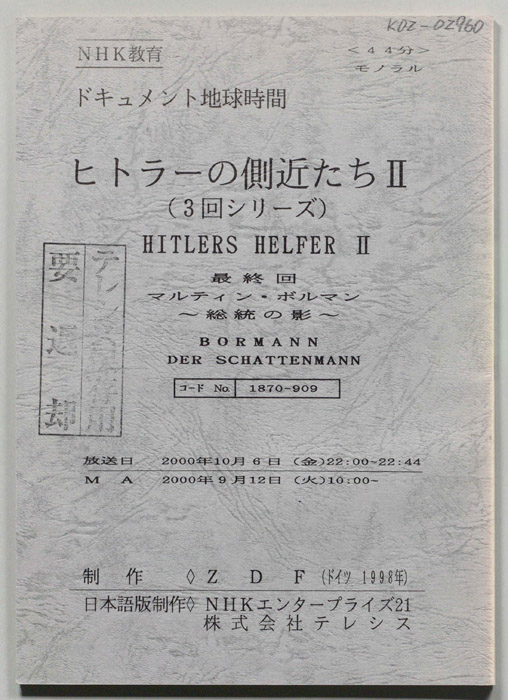 KDZ-DZ960
NHK教育
<44分>
モノラル
ドキュメント地球時間
ヒトラーの側近たちⅡ
(3回シリーズ)
HITLERS HELFER Ⅱ
最終回
マルティン・ボルマン
~総統の影~
BORMANN
DER SCHATTENMANN
コード No. 1870-909
要返却
放送日 2000年10月6日 (金)22:00~22:44
MA 2000年9月12日 (火)10:00~
制作◊ZDF(ドイツ 1998年)
日本語版制作◊NHKエンタープライズ21
株式会社テレシス